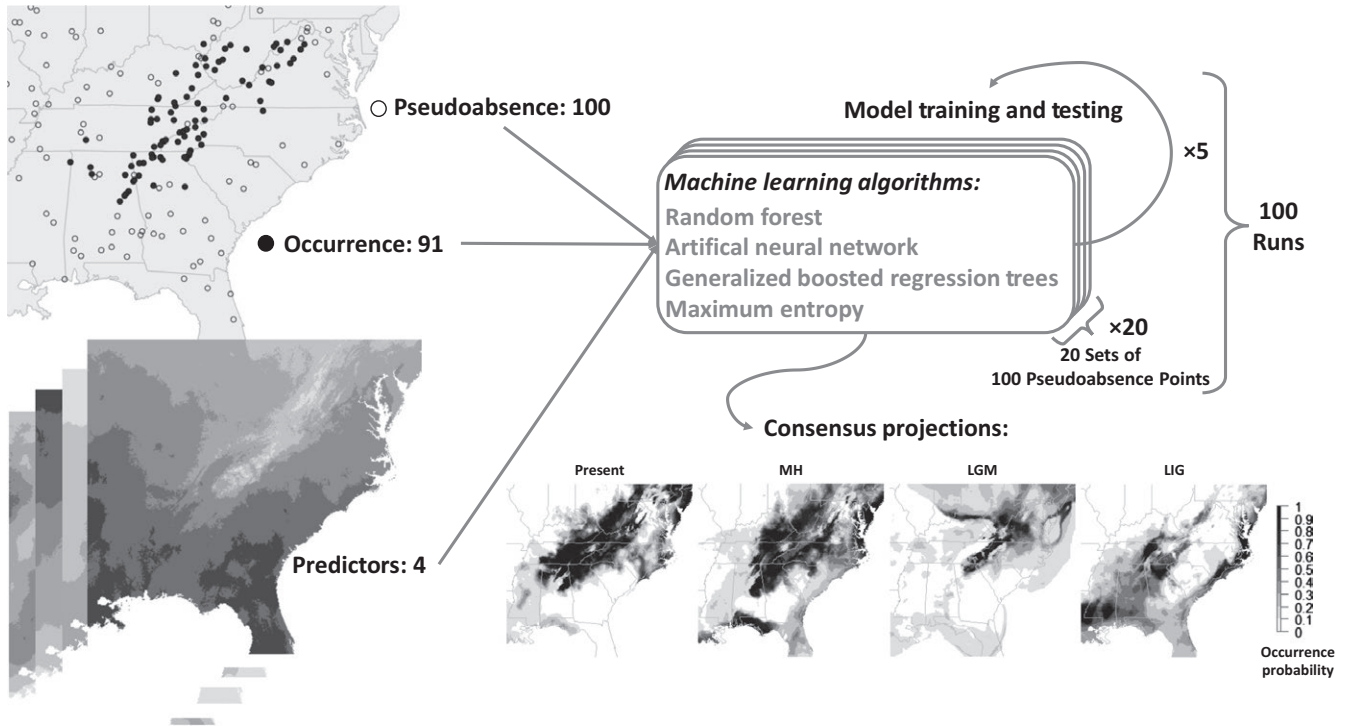 Pseudoabsence: 100
Occurrence: 91
Predictors: 4
Model training and testing
×5
100
Runs
Machine learning algorithms:
Random forest
Artifical neural network
Generalized boosted regression trees
Maximum entropy
×20
20 Sets of
100 Pseudoabsence Points
Consensus projections:
Present
MH
LGM
LIG
1
0.9
0.8
0.7
0.6
0.5
0.4
0.3
0.2
0.1
0
Occurrence
probability